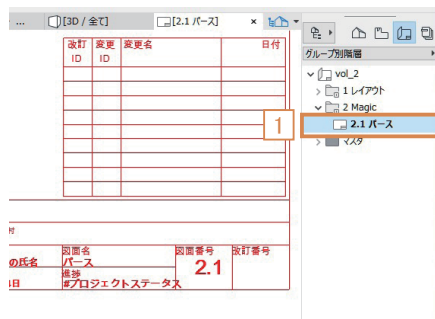 ... [3D / 全て] [2.1 パース] ×
改訂 ID 変更 ID 変更名 日付
図面名 図面番号 改訂番号
の氏名 パース 2.1
進捗
日 #プロジェクトステータス
グループ別階層
vol_2
1 レイアウト
2 Magic
1 2.1 パース
マスタ